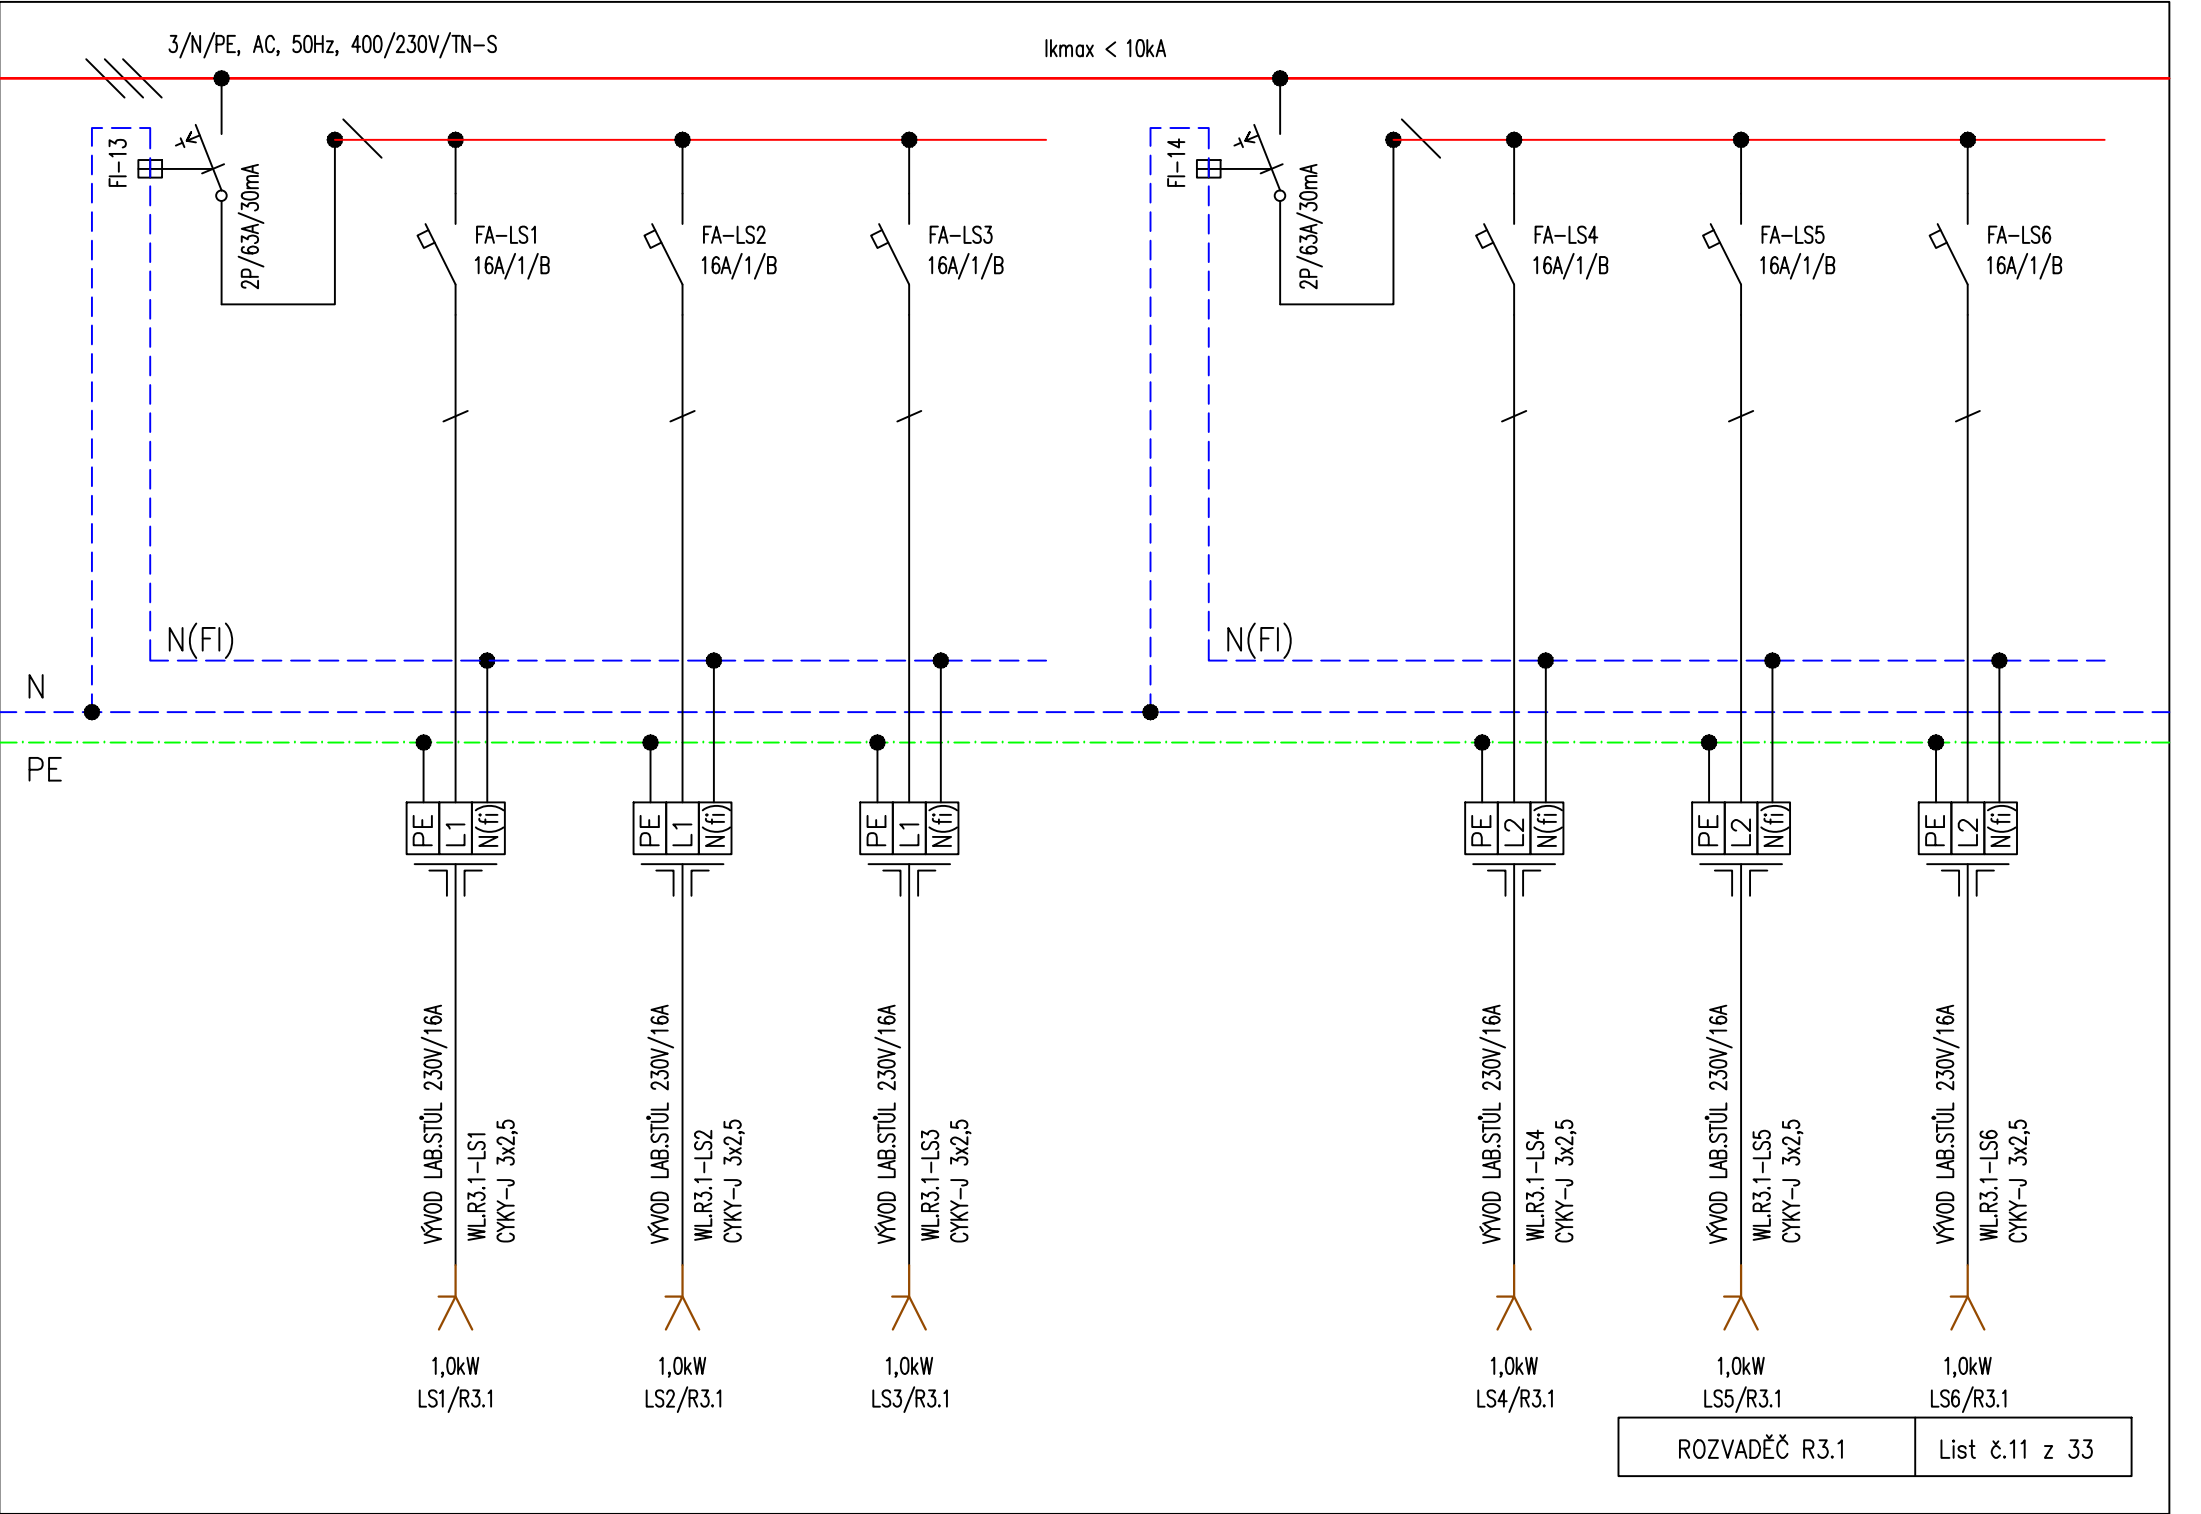 3/N/PE, AC, 50Hz, 400/230V/TN-S
Ikmax < 10kA
FI-13
2P/63A/30mA
FA-LS1
16A/1/B
FA-LS2
16A/1/B
FA-LS3
16A/1/B
FI-14
2P/63A/30mA
FA-LS4
16A/1/B
FA-LS5
16A/1/B
FA-LS6
16A/1/B
N(FI)
N(FI)
N
PE
PE
L1
N(fi)
PE
L1
N(fi)
PE
L1
N(fi)
PE
L2
N(fi)
PE
L2
N(fi)
PE
L2
N(fi)
VÝVOD LAB.STŮL 230V/16A
WL.R3.1-LS1
CYKY-J 3x2,5
VÝVOD LAB.STŮL 230V/16A
WL.R3.1-LS2
CYKY-J 3x2,5
VÝVOD LAB.STŮL 230V/16A
WL.R3.1-LS3
CYKY-J 3x2,5
VÝVOD LAB.STŮL 230V/16A
WL.R3.1-LS4
CYKY-J 3x2,5
VÝVOD LAB.STŮL 230V/16A
WL.R3.1-LS5
CYKY-J 3x2,5
VÝVOD LAB.STŮL 230V/16A
WL.R3.1-LS6
CYKY-J 3x2,5
1,0kW
LS1/R3.1
1,0kW
LS2/R3.1
1,0kW
LS3/R3.1
1,0kW
LS4/R3.1
1,0kW
LS5/R3.1
1,0kW
LS6/R3.1
ROZVADĚČ R3.1
List č.11 z 33